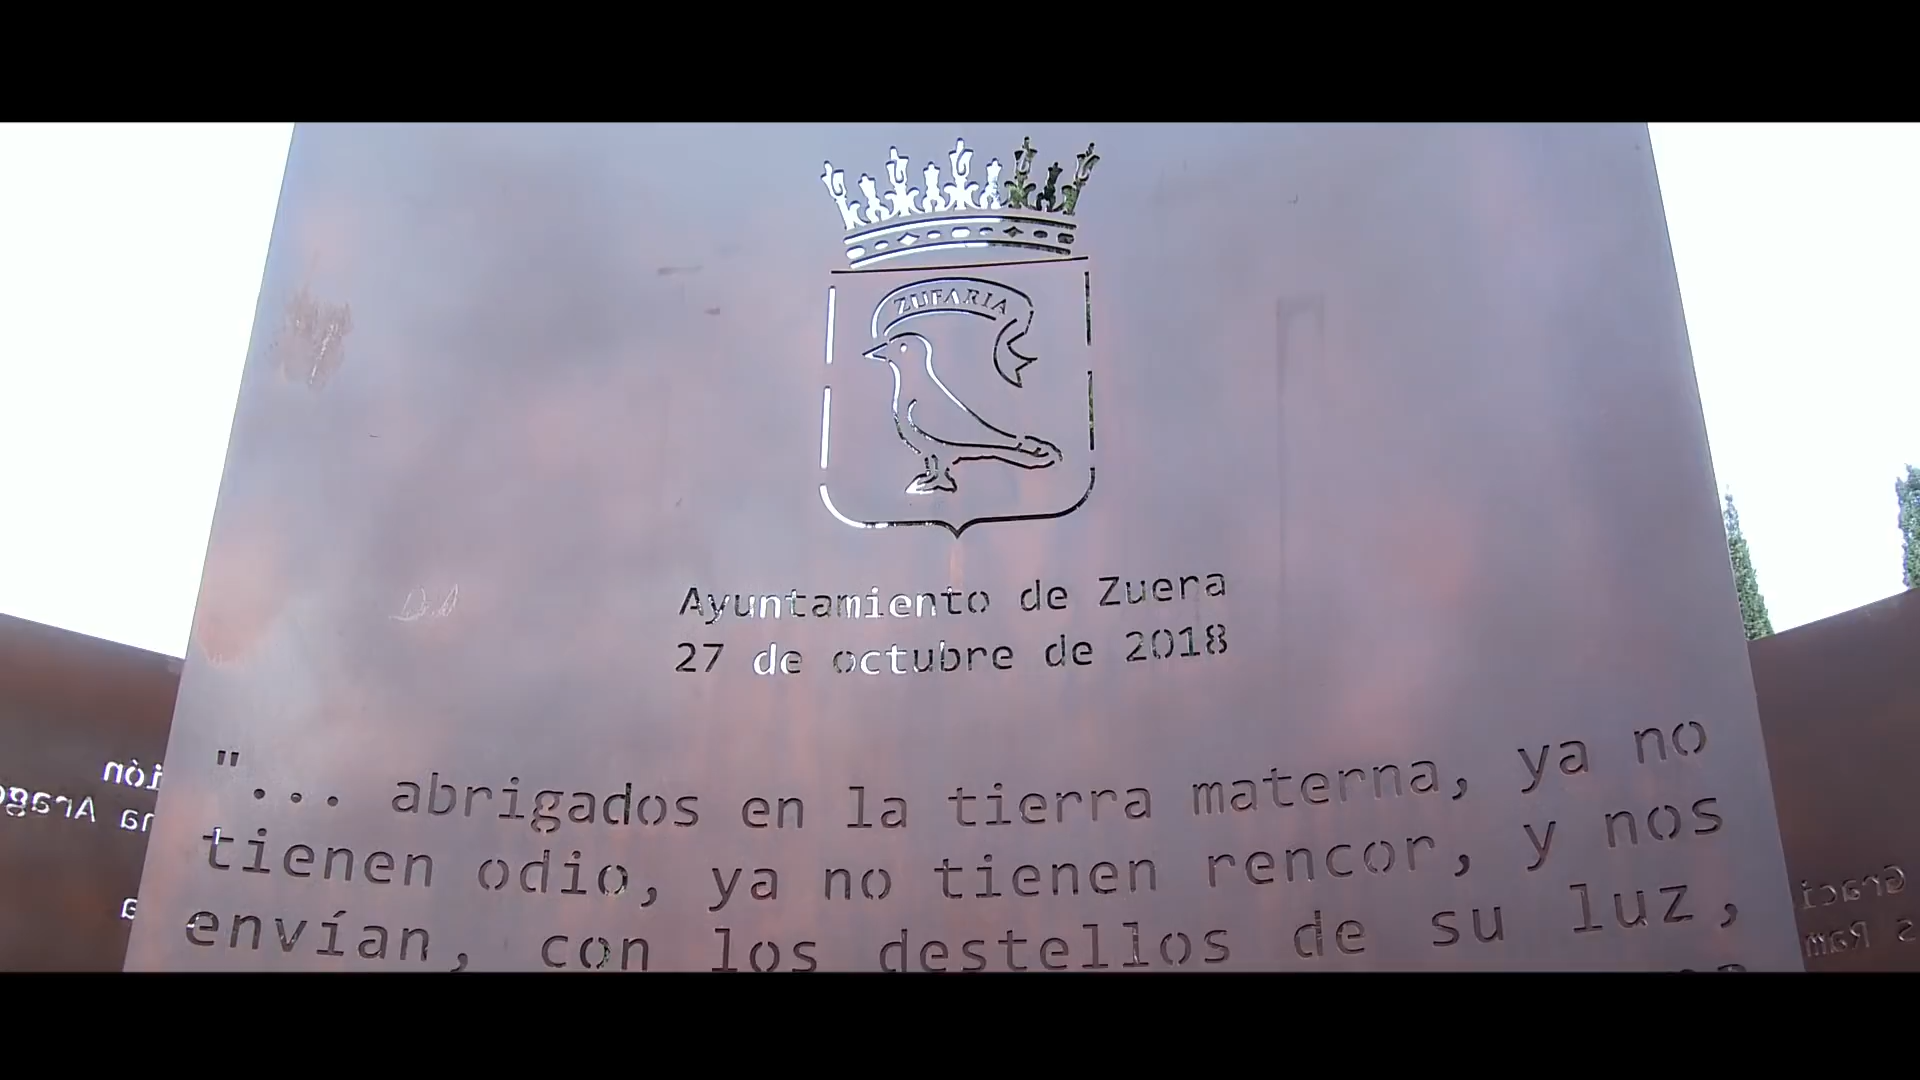 ZUFARIA
Ayuntamiento de Zuera
27 de octubre de 2018
"... abrigados en la tierra materna, ya no
tienen odio, ya no tienen rencor, y nos
envían, con los destellos de su luz,